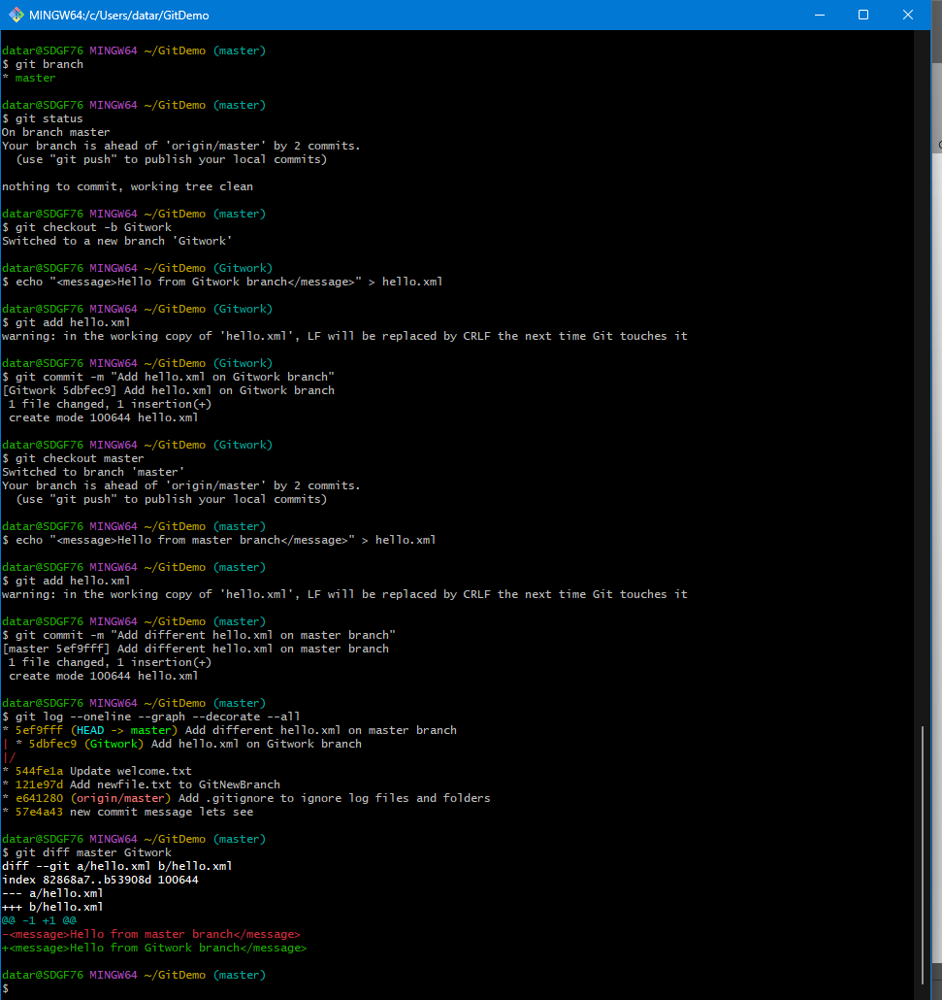 MINGW64:/c/Users/datar/GitDemo
datar@SDGF76 MINGW64 ~/GitDemo (master)
$ git branch
* master
datar@SDGF76 MINGW64 ~/GitDemo (master)
$ git status
On branch master
Your branch is ahead of 'origin/master' by 2 commits.
  (use "git push" to publish your local commits)
nothing to commit, working tree clean
datar@SDGF76 MINGW64 ~/GitDemo (master)
$ git checkout -b Gitwork
Switched to a new branch 'Gitwork'
datar@SDGF76 MINGW64 ~/GitDemo (Gitwork)
$ echo "<message>Hello from Gitwork branch</message>" > hello.xml
datar@SDGF76 MINGW64 ~/GitDemo (Gitwork)
$ git add hello.xml
warning: in the working copy of 'hello.xml', LF will be replaced by CRLF the next time Git touches it
datar@SDGF76 MINGW64 ~/GitDemo (Gitwork)
$ git commit -m "Add hello.xml on Gitwork branch"
[Gitwork 5dbfec9] Add hello.xml on Gitwork branch
 1 file changed, 1 insertion(+)
 create mode 100644 hello.xml
datar@SDGF76 MINGW64 ~/GitDemo (Gitwork)
$ git checkout master
Switched to branch 'master'
Your branch is ahead of 'origin/master' by 2 commits.
  (use "git push" to publish your local commits)
datar@SDGF76 MINGW64 ~/GitDemo (master)
$ echo "<message>Hello from master branch</message>" > hello.xml
datar@SDGF76 MINGW64 ~/GitDemo (master)
$ git add hello.xml
warning: in the working copy of 'hello.xml', LF will be replaced by CRLF the next time Git touches it
datar@SDGF76 MINGW64 ~/GitDemo (master)
$ git commit -m "Add different hello.xml on master branch"
[master 5ef9fff] Add different hello.xml on master branch
 1 file changed, 1 insertion(+)
 create mode 100644 hello.xml
datar@SDGF76 MINGW64 ~/GitDemo (master)
$ git log --oneline --graph --decorate --all
* 5ef9fff (HEAD -> master) Add different hello.xml on master branch
| * 5dbfec9 (Gitwork) Add hello.xml on Gitwork branch
|/
* 544fe1a Update welcome.txt
* 121e97d Add newfile.txt to GitNewBranch
* e641280 (origin/master) Add .gitignore to ignore log files and folders
* 57e4a43 new commit message lets see
datar@SDGF76 MINGW64 ~/GitDemo (master)
$ git diff master Gitwork
diff --git a/hello.xml b/hello.xml
index 82868a7..b53908d 100644
--- a/hello.xml
+++ b/hello.xml
@@ -1 +1 @@
-<message>Hello from master branch</message>
+<message>Hello from Gitwork branch</message>
datar@SDGF76 MINGW64 ~/GitDemo (master)
$